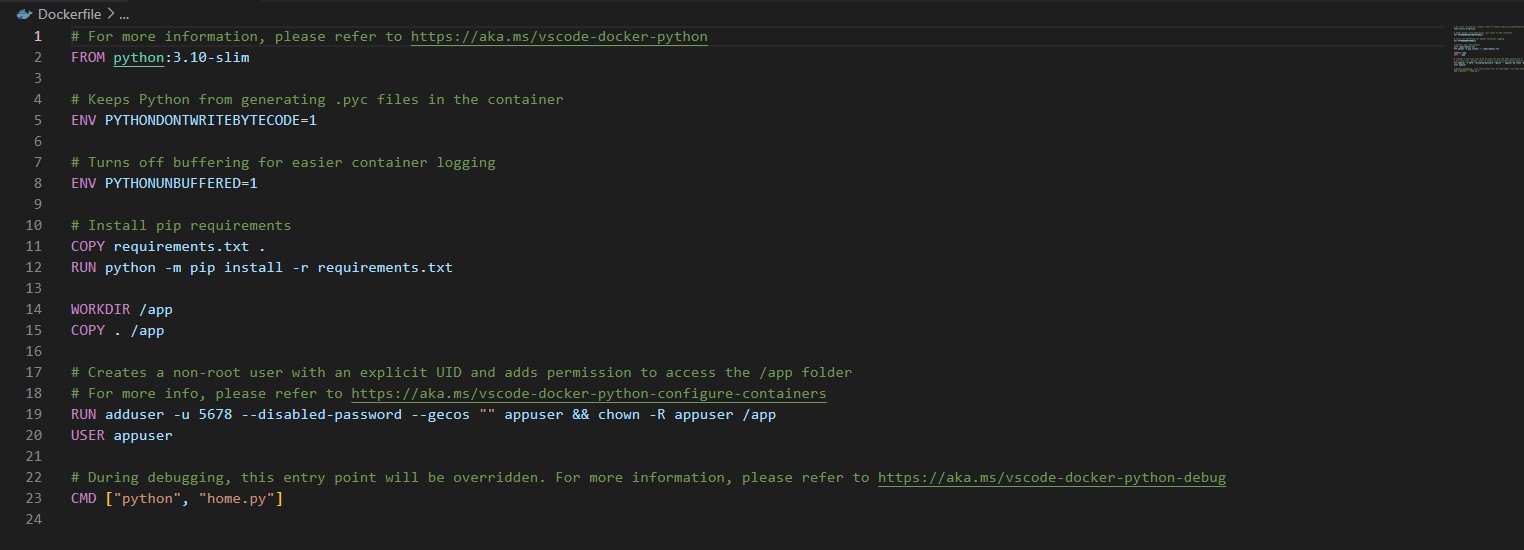 Dockerfile > ...
1 # For more information, please refer to https://aka.ms/vscode-docker-python
2 FROM python:3.10-slim
3
4 # Keeps Python from generating .pyc files in the container
5 ENV PYTHONDONTWRITEBYTECODE=1
6
7 # Turns off buffering for easier container logging
8 ENV PYTHONUNBUFFERED=1
9
10 # Install pip requirements
11 COPY requirements.txt .
12 RUN python -m pip install -r requirements.txt
13
14 WORKDIR /app
15 COPY . /app
16
17 # Creates a non-root user with an explicit UID and adds permission to access the /app folder
18 # For more info, please refer to https://aka.ms/vscode-docker-python-configure-containers
19 RUN adduser -u 5678 --disabled-password --gecos "" appuser && chown -R appuser /app
20 USER appuser
21
22 # During debugging, this entry point will be overridden. For more information, please refer to https://aka.ms/vscode-docker-python-debug
23 CMD ["python", "home.py"]
24